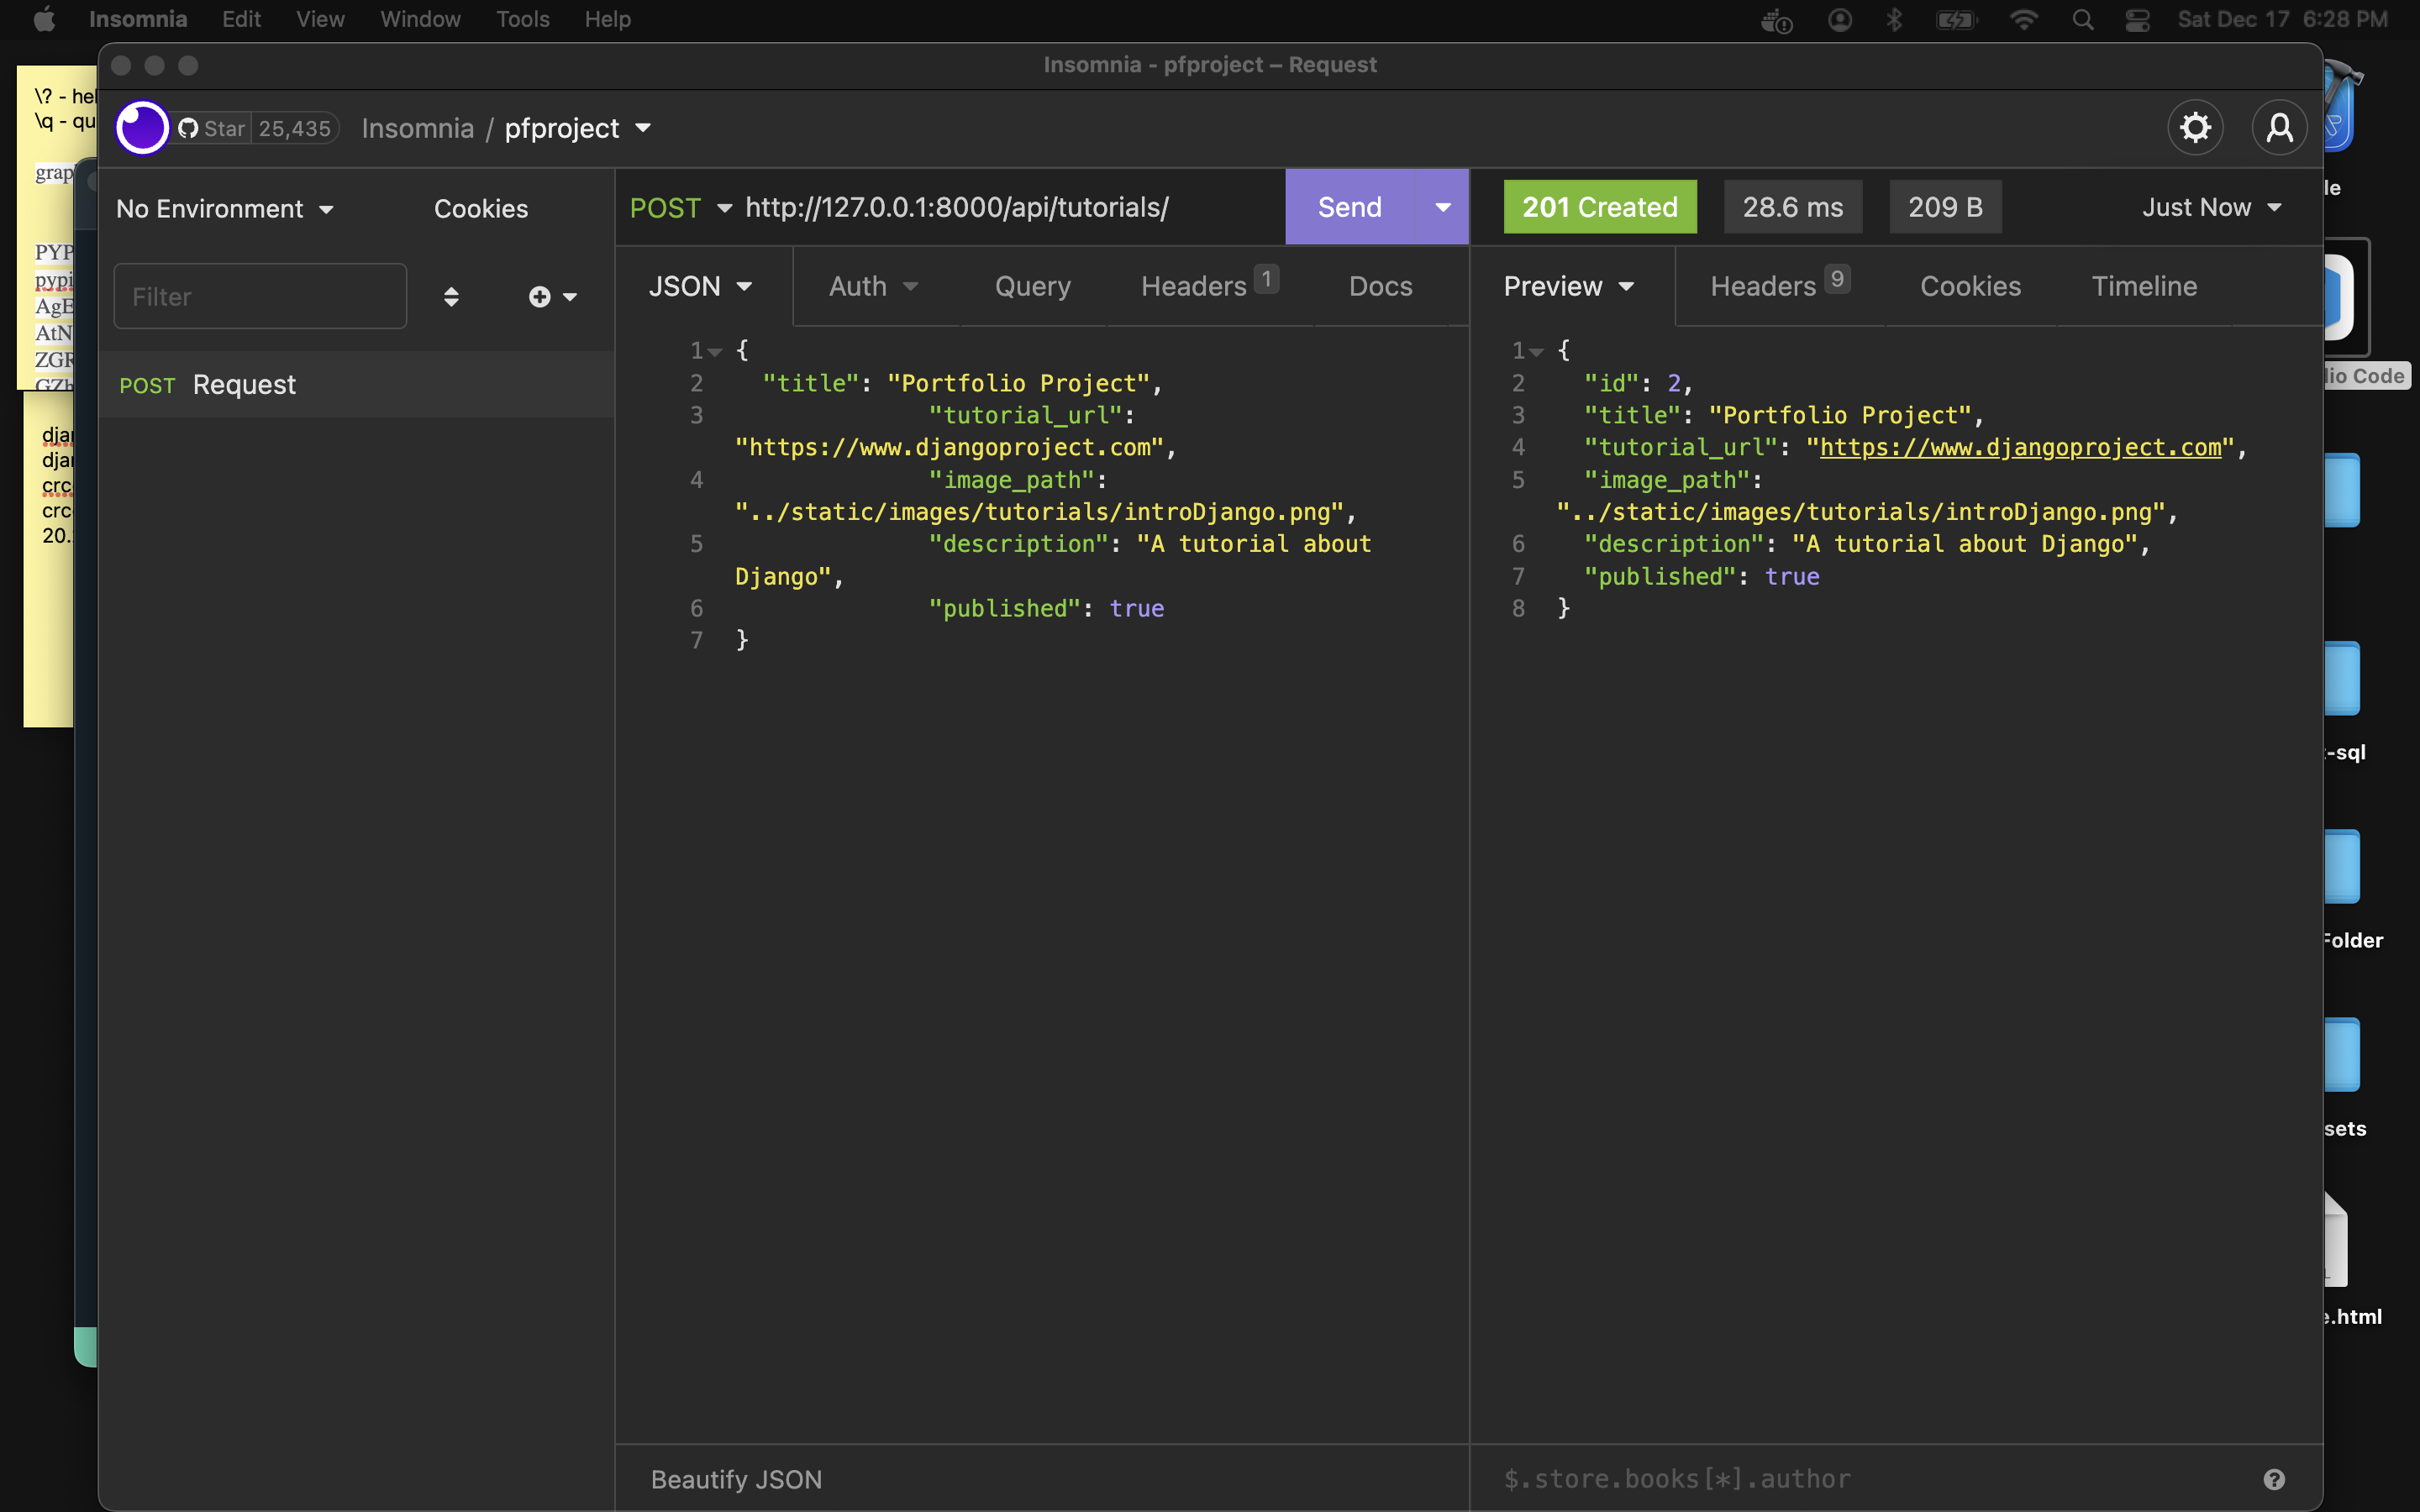 Insomnia Edit View Window Tools Help Sat Dec 17 6:28 PM
Insomnia - pfproject – Request
\? - hel
\q - qu
grap
PYP
pypi
AgE
AtN
ZGR
GZh
djan
djan
crc
crc
20.
Star 25,435 Insomnia / pfproject
No Environment Cookies
Filter
POST Request
POST http://127.0.0.1:8000/api/tutorials/ Send
JSON Auth Query Headers 1 Docs
1 {
2 "title": "Portfolio Project",
3 "tutorial_url":
"https://www.djangoproject.com",
4 "image_path":
"../static/images/tutorials/introDjango.png",
5 "description": "A tutorial about
Django",
6 "published": true
7 }
Beautify JSON
201 Created 28.6 ms 209 B Just Now
Preview Headers 9 Cookies Timeline
1 {
2 "id": 2,
3 "title": "Portfolio Project",
4 "tutorial_url": "https://www.djangoproject.com",
5 "image_path":
"../static/images/tutorials/introDjango.png",
6 "description": "A tutorial about Django",
7 "published": true
8 }
$.store.books[*].author
le
lio Code
-sql
Folder
sets
e.html